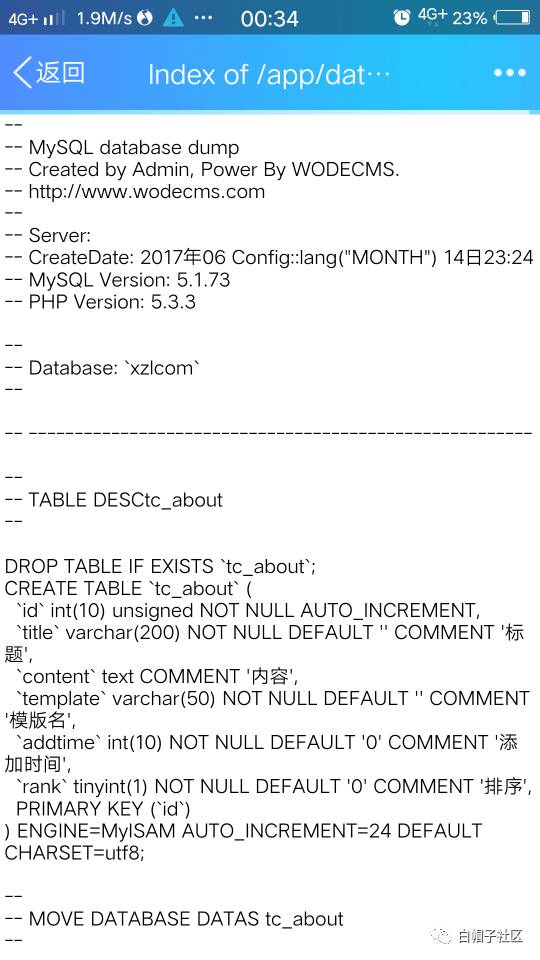 4G+ 1.9M/s ··· 00:34 4G+ 23%
返回 Index of /app/dat··· •••
--
-- MySQL database dump
-- Created by Admin, Power By WODECMS.
-- http://www.wodecms.com
--
-- Server:
-- CreateDate: 2017年06 Config::lang("MONTH") 14日23:24
-- MySQL Version: 5.1.73
-- PHP Version: 5.3.3
--
-- Database: `xzlcom`
--
-- -------------------------------------------------------
--
-- TABLE DESCtc_about
--
DROP TABLE IF EXISTS `tc_about`;
CREATE TABLE `tc_about` (
`id` int(10) unsigned NOT NULL AUTO_INCREMENT,
`title` varchar(200) NOT NULL DEFAULT '' COMMENT '标
题',
`content` text COMMENT '内容',
`template` varchar(50) NOT NULL DEFAULT '' COMMENT
'模版名',
`addtime` int(10) NOT NULL DEFAULT '0' COMMENT '添
加时间',
`rank` tinyint(1) NOT NULL DEFAULT '0' COMMENT '排序',
PRIMARY KEY (`id`)
) ENGINE=MyISAM AUTO_INCREMENT=24 DEFAULT
CHARSET=utf8;
--
-- MOVE DATABASE DATAS tc_about
--
白帽子社区